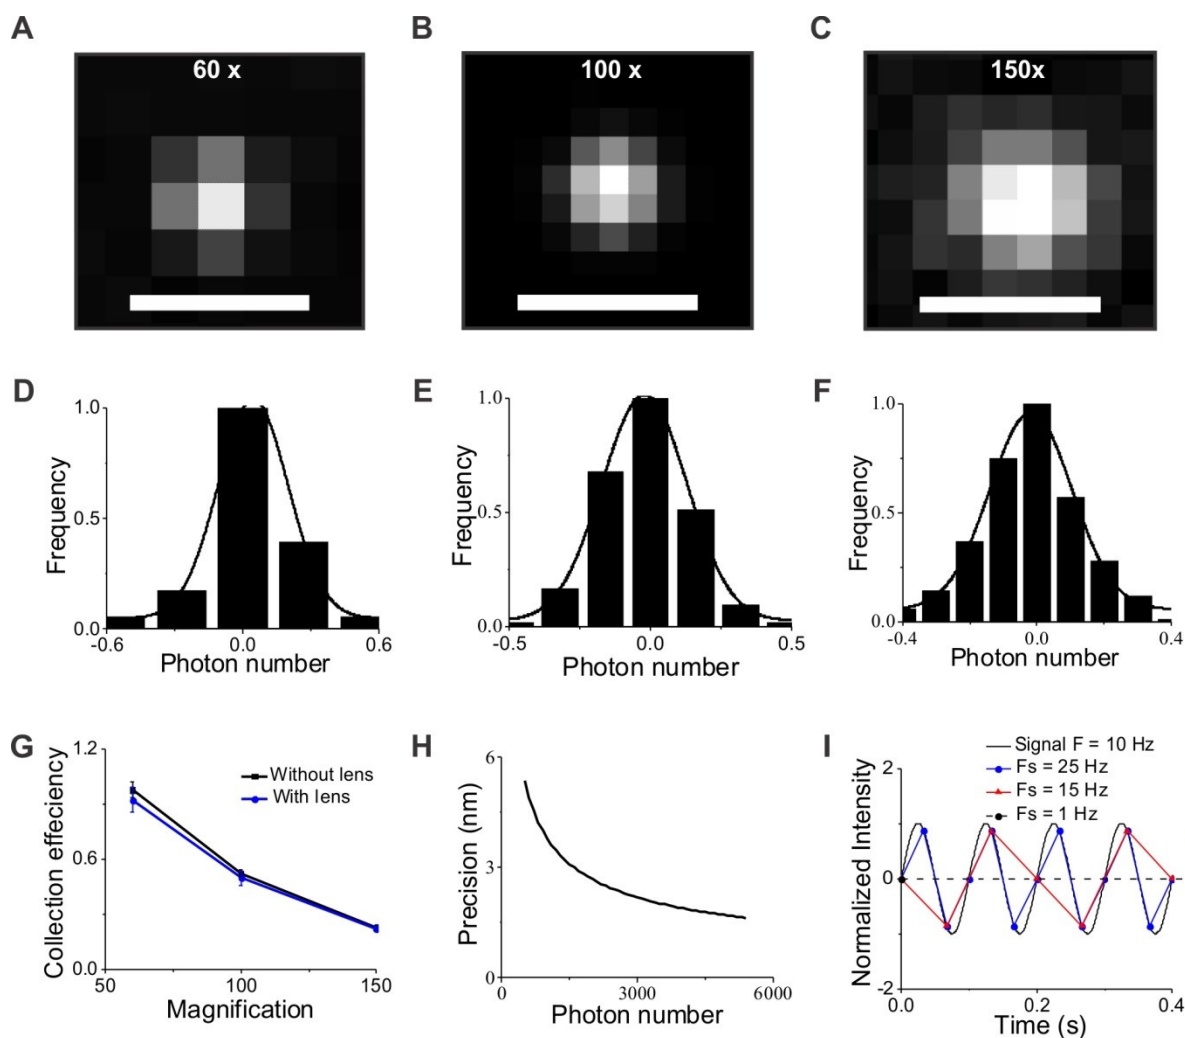 A
B
C
60 x
100 x
150x
D
E
F
1.0
0.5
0.0
Frequency
-0.6
0.0
0.6
Photon number
1.0
0.5
0.0
Frequency
-0.5
0.0
0.5
Photon number
1.0
0.5
0.0
Frequency
-0.4
0.0
0.4
Photon number
G
H
I
1.2
0.6
0.0
Collection effeciency
Without lens
With lens
50
100
150
Magnification
6
3
0
Precision (nm)
0
3000
6000
Photon number
Signal F = 10 Hz
Fs = 25 Hz
Fs = 15 Hz
Fs = 1 Hz
2
0
-2
Normalized Intensity
0.0
0.2
0.4
Time (s)